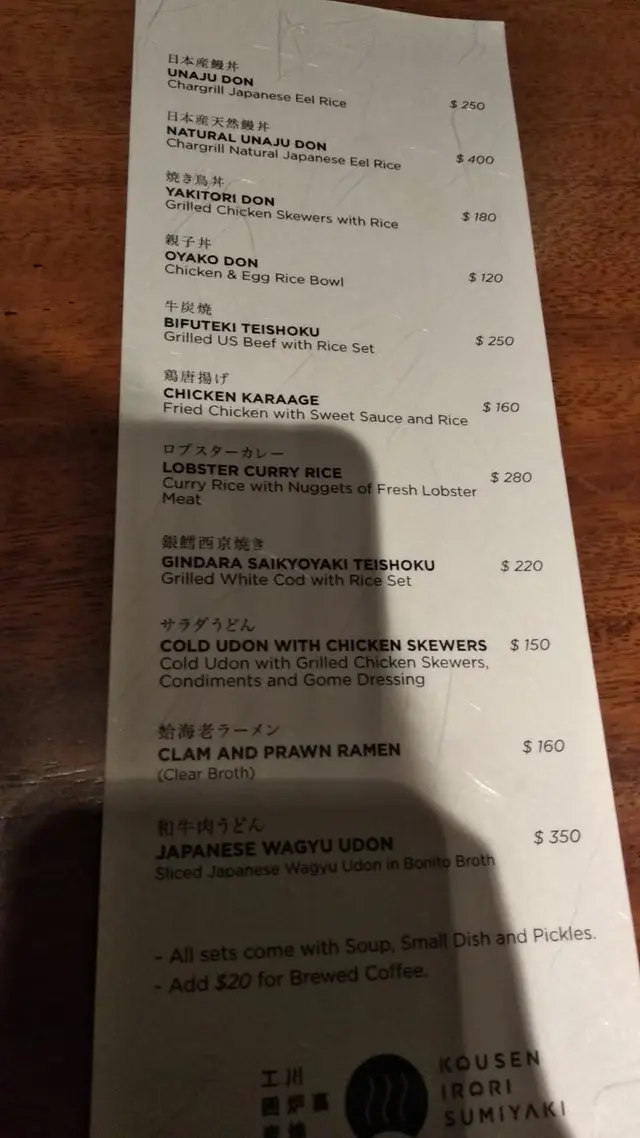 日本産鰻丼
UNAJU DON
Chargrill Japanese Eel Rice
$ 250
日本産天然鰻丼
NATURAL UNAJU DON
Chargrill Natural Japanese Eel Rice
$ 400
焼き鳥丼
YAKITORI DON
Grilled Chicken Skewers with Rice
$ 180
親子丼
OYAKO DON
Chicken & Egg Rice Bowl
$ 120
牛炭焼
BIFUTEKI TEISHOKU
Grilled US Beef with Rice Set
$ 250
鶏唐揚げ
CHICKEN KARAAGE
Fried Chicken with Sweet Sauce and Rice
$ 160
ロブスターカレー
LOBSTER CURRY RICE
Curry Rice with Nuggets of Fresh Lobster
Meat
$ 280
銀鱈西京焼き
GINDARA SAIKYOYAKI TEISHOKU
Grilled White Cod with Rice Set
$ 220
サラダうどん
COLD UDON WITH CHICKEN SKEWERS
Cold Udon with Grilled Chicken Skewers,
Condiments and Gome Dressing
$ 150
蛤海老ラーメン
CLAM AND PRAWN RAMEN
(Clear Broth)
$ 160
和牛肉うどん
JAPANESE WAGYU UDON
Sliced Japanese Wagyu Udon in Bonito Broth
$ 350
- All sets come with Soup, Small Dish and Pickles.
- Add $20 for Brewed Coffee.
工川
囲炉裏
KOUSEN
IRORI
SUMIYAKI